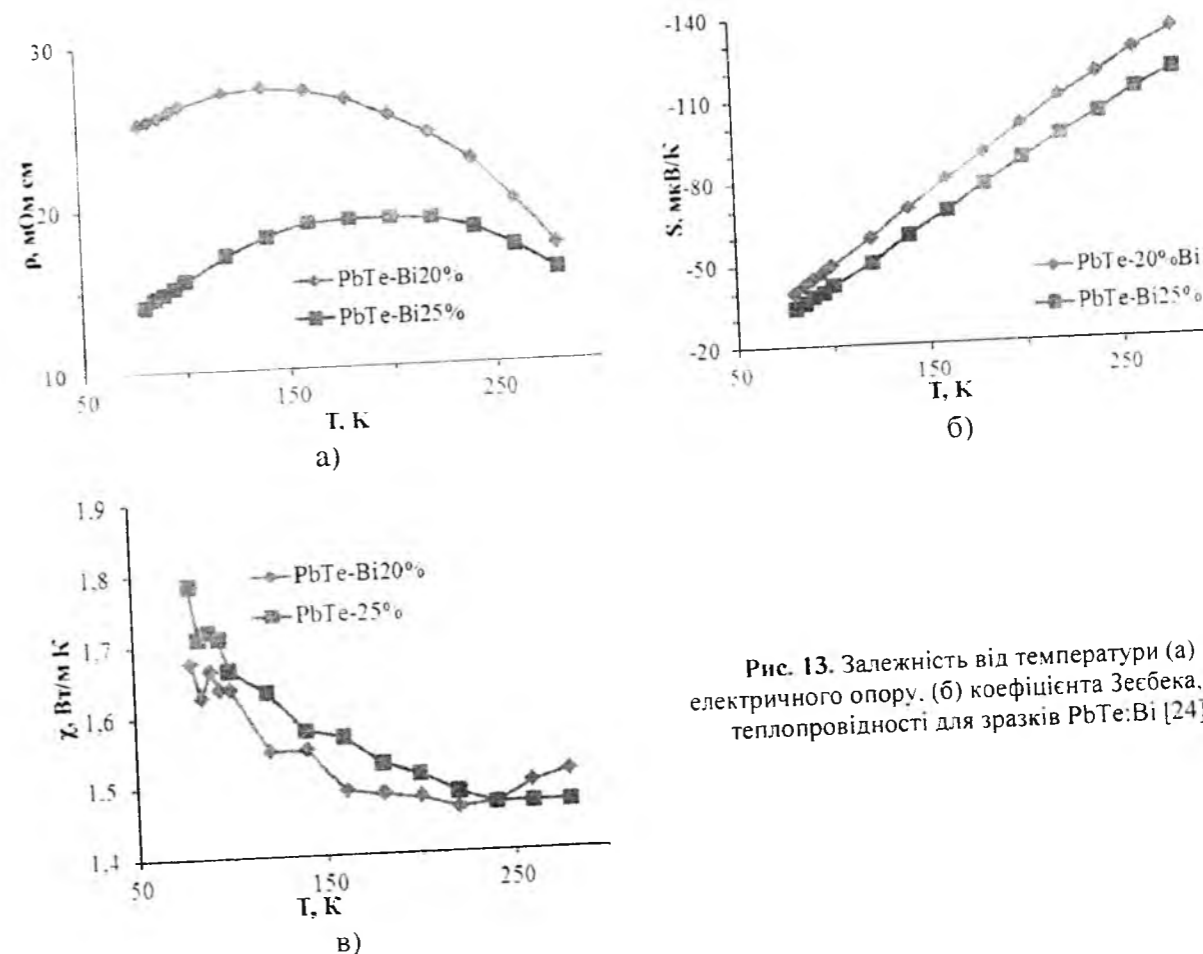 30
20
10
ρ, мОм см
PbTe-Bi20%
PbTe-Bi25%
50
150
250
T, K
а)
-140
-110
-80
-50
-20
S, мкВ/К
PbTe-20%Bi
PbTe-Bi25%
50
150
250
T, K
б)
1.9
1.8
1.7
1.6
1.5
1.4
χ, Вт/м К
PbTe-Bi20%
PbTe-25%
50
150
250
T, K
в)
Рис. 13. Залежність від температури (а)
електричного опору. (б) коефіцієнта Зеєбека,
теплопровідності для зразків PbTe:Bi [24]